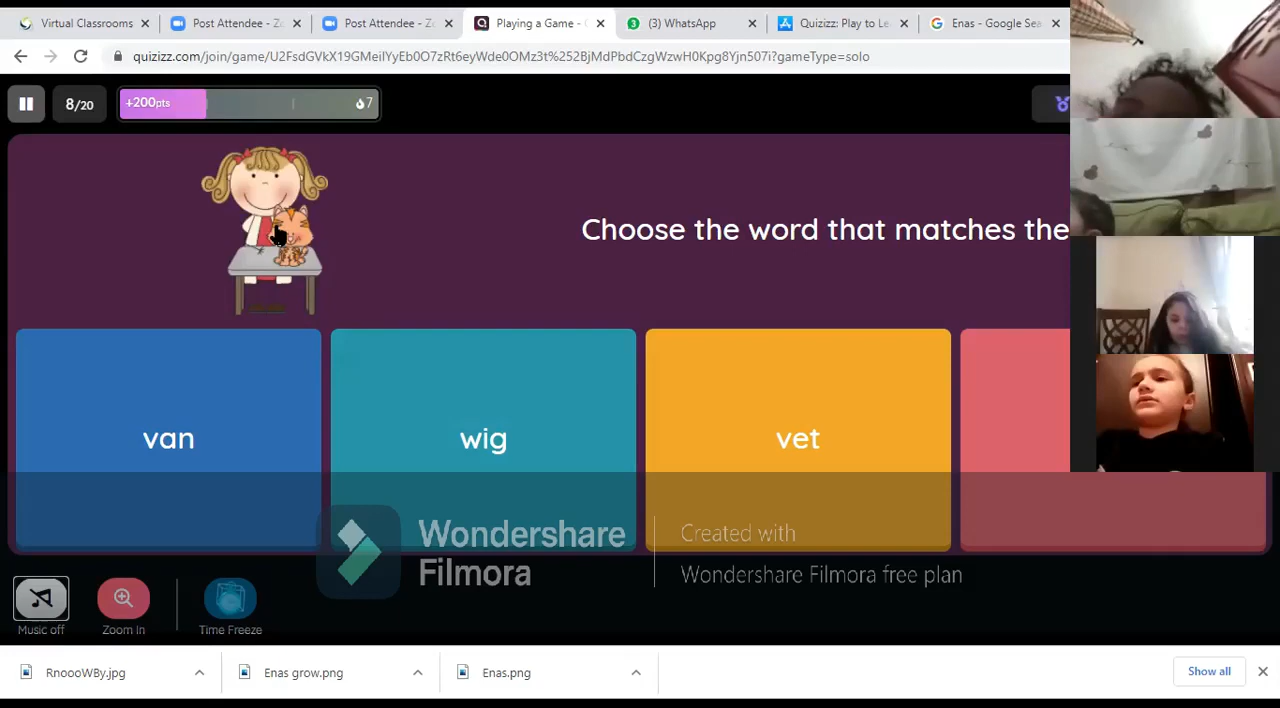 Virtual Classrooms
Post Attendee - Zo
Post Attendee - Zo
Playing a Game -
(3) WhatsApp
Quizizz: Play to Le
Enas - Google Sea
quizizz.com/join/game/U2FsdGVkX19GMeilYyEb0O7zRt6eyWde0OMz3t%252BjMdPbdCzgWzwH0Kpg8Yjn507i?gameType=solo
8/20
+200pts
7
Choose the word that matches the
van
wig
vet
Wondershare
Filmora
Created with
Wondershare Filmora free plan
Music off
Zoom In
Time Freeze
RnoooWBy.jpg
Enas grow.png
Enas.png
Show all